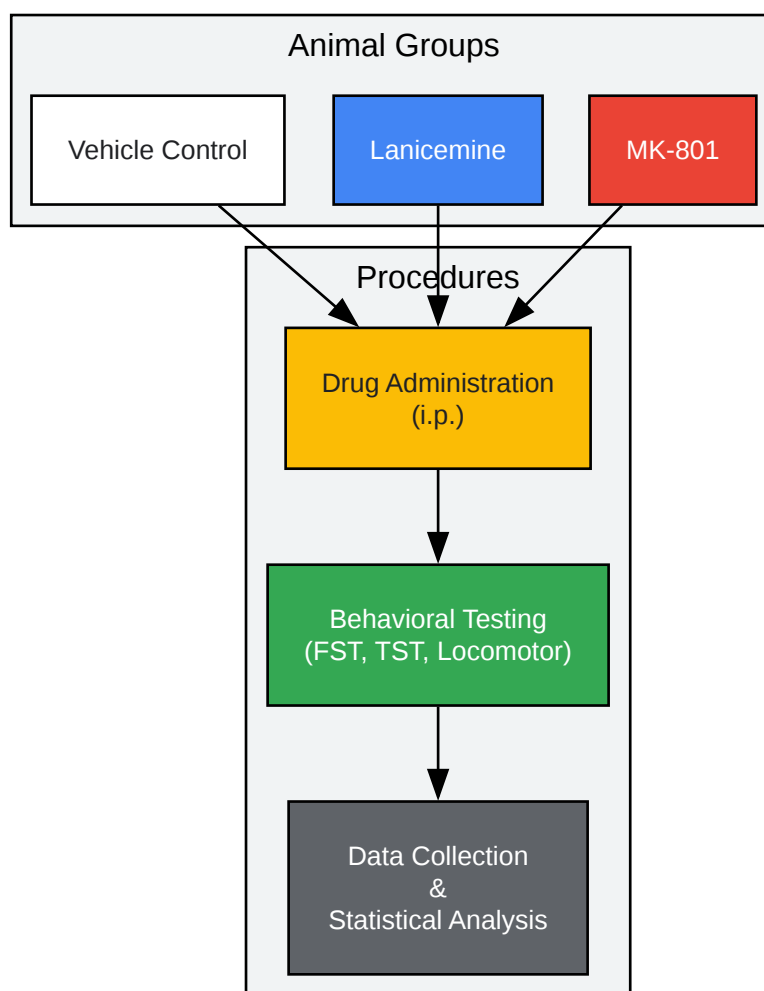 Animal Groups
Vehicle Control
Lanicemine
MK-801
Procedures
Drug Administration
(i.p.)
Behavioral Testing
(FST, TST, Locomotor)
Data Collection
&
Statistical Analysis